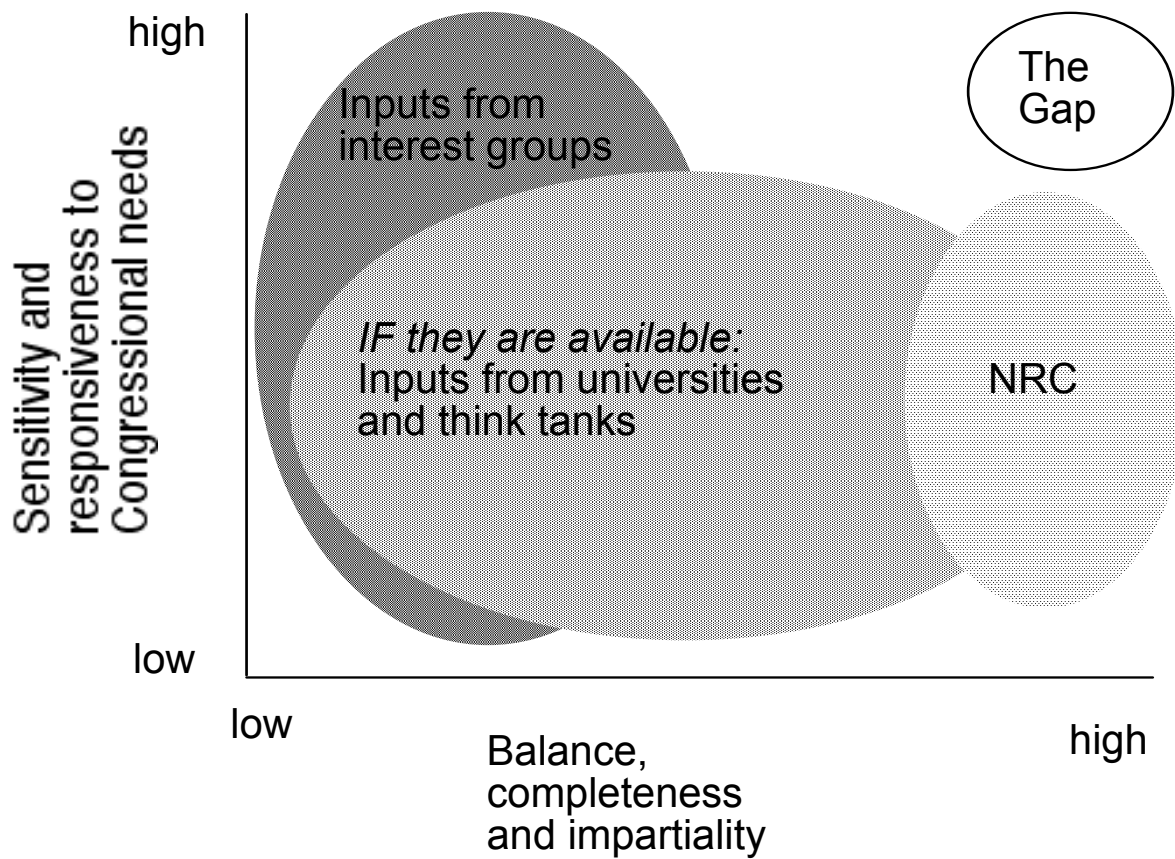 high
The
Gap
Inputs from
interest groups
Sensitivity and
responsiveness to
Congressional needs
IF they are available:
Inputs from universities
and think tanks
NRC
low
low
high
Balance,
completeness
and impartiality